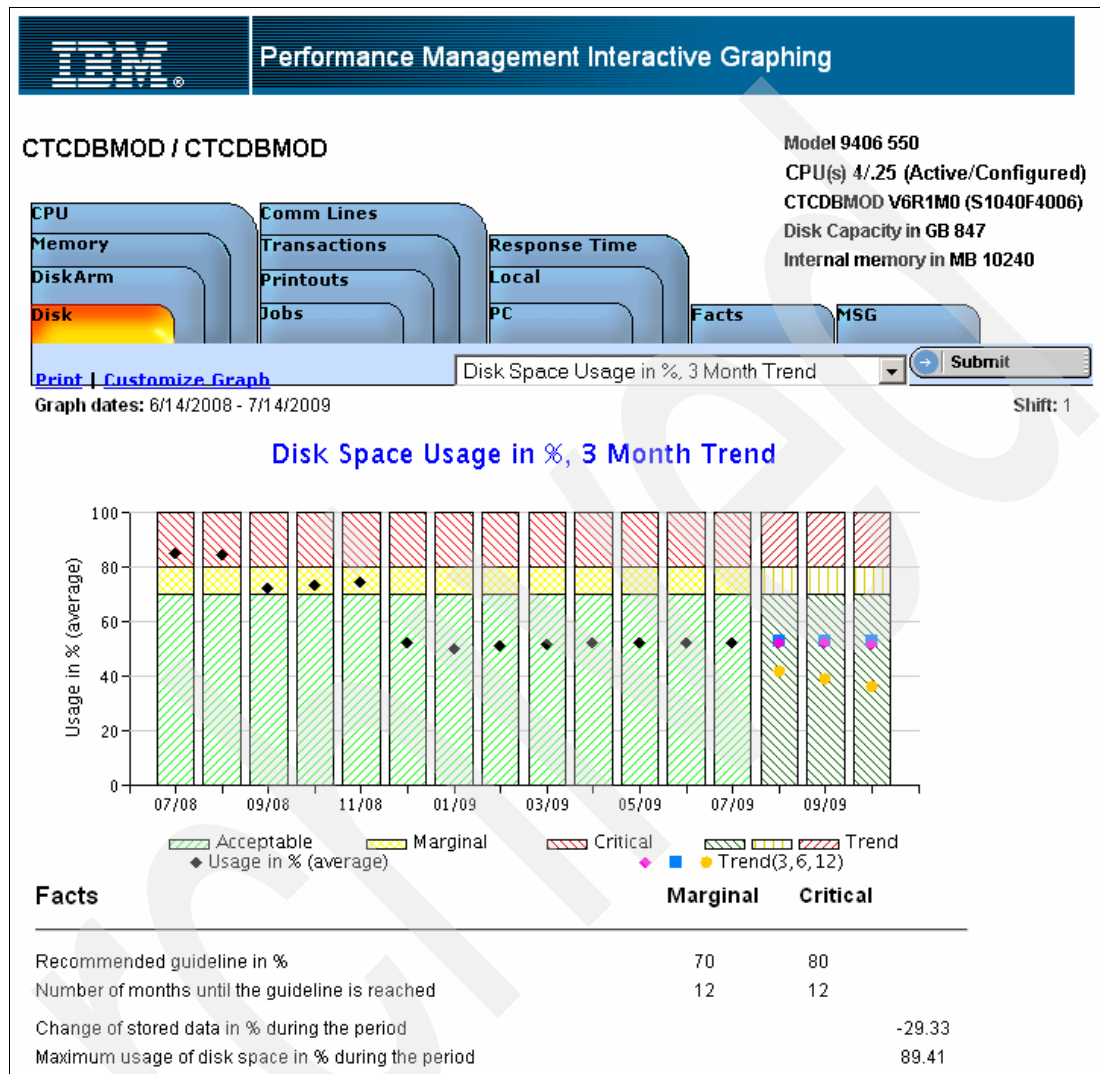 IBM®
Performance Management Interactive Graphing
CTCDBMOD / CTCDBMOD
Model 9406 550
CPU(s) 4/.25 (Active/Configured)
CTCDBMOD V6R1M0 (S1040F4006)
Disk Capacity in GB 847
Internal memory in MB 10240
CPU
Memory
DiskArm
Disk
Comm Lines
Transactions
Printouts
Jobs
Response Time
Local
PC
Facts
MSG
Print | Customize Graph
Disk Space Usage in %, 3 Month Trend
Submit
Graph dates: 6/14/2008 - 7/14/2009
Shift: 1
Disk Space Usage in %, 3 Month Trend
Usage in % (average)
100
80
60
40
20
0
07/08 09/08 11/08 01/09 03/09 05/09 07/09 09/09
Acceptable Marginal Critical Trend
Usage in % (average) Trend(3,6,12)
Facts Marginal Critical
Recommended guideline in % 70 80
Number of months until the guideline is reached 12 12
Change of stored data in % during the period -29.33
Maximum usage of disk space in % during the period 89.41